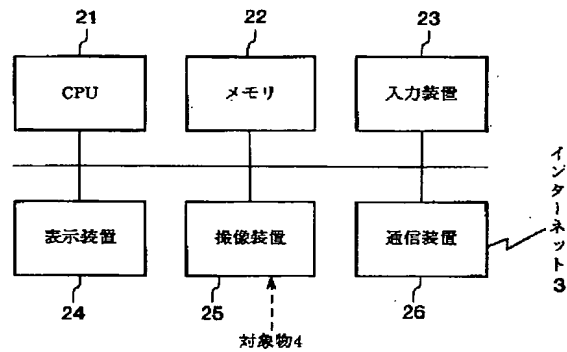 21
22
23
CPU
メモリ
入力装置
インターネット3
表示装置
撮像装置
通信装置
24
25
26
対象物4